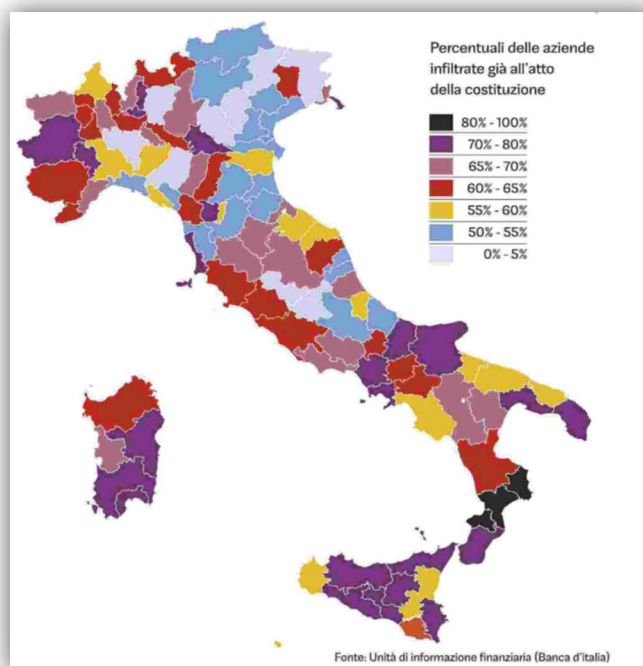 Percentuali delle aziende
infiltrate già all'atto
della costituzione
80% - 100%
70% - 80%
65% - 70%
60% - 65%
55% - 60%
50% - 55%
0% - 5%
Fonte: Unità di informazione finanziaria (Banca d'italia)